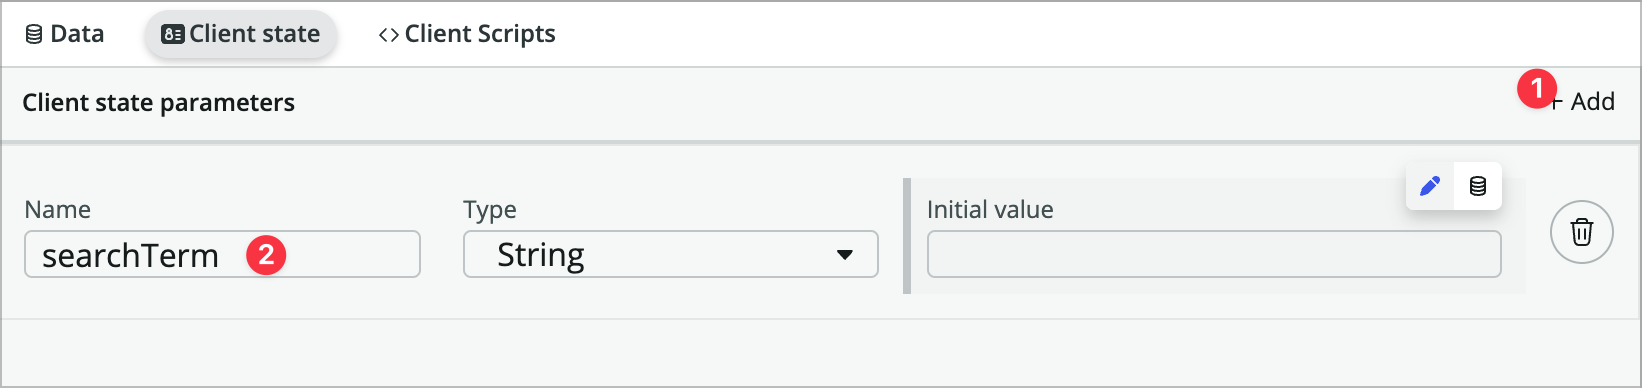 Data Client state <> Client Scripts
Client state parameters 1 + Add
Name Type Initial value
searchTerm 2 String